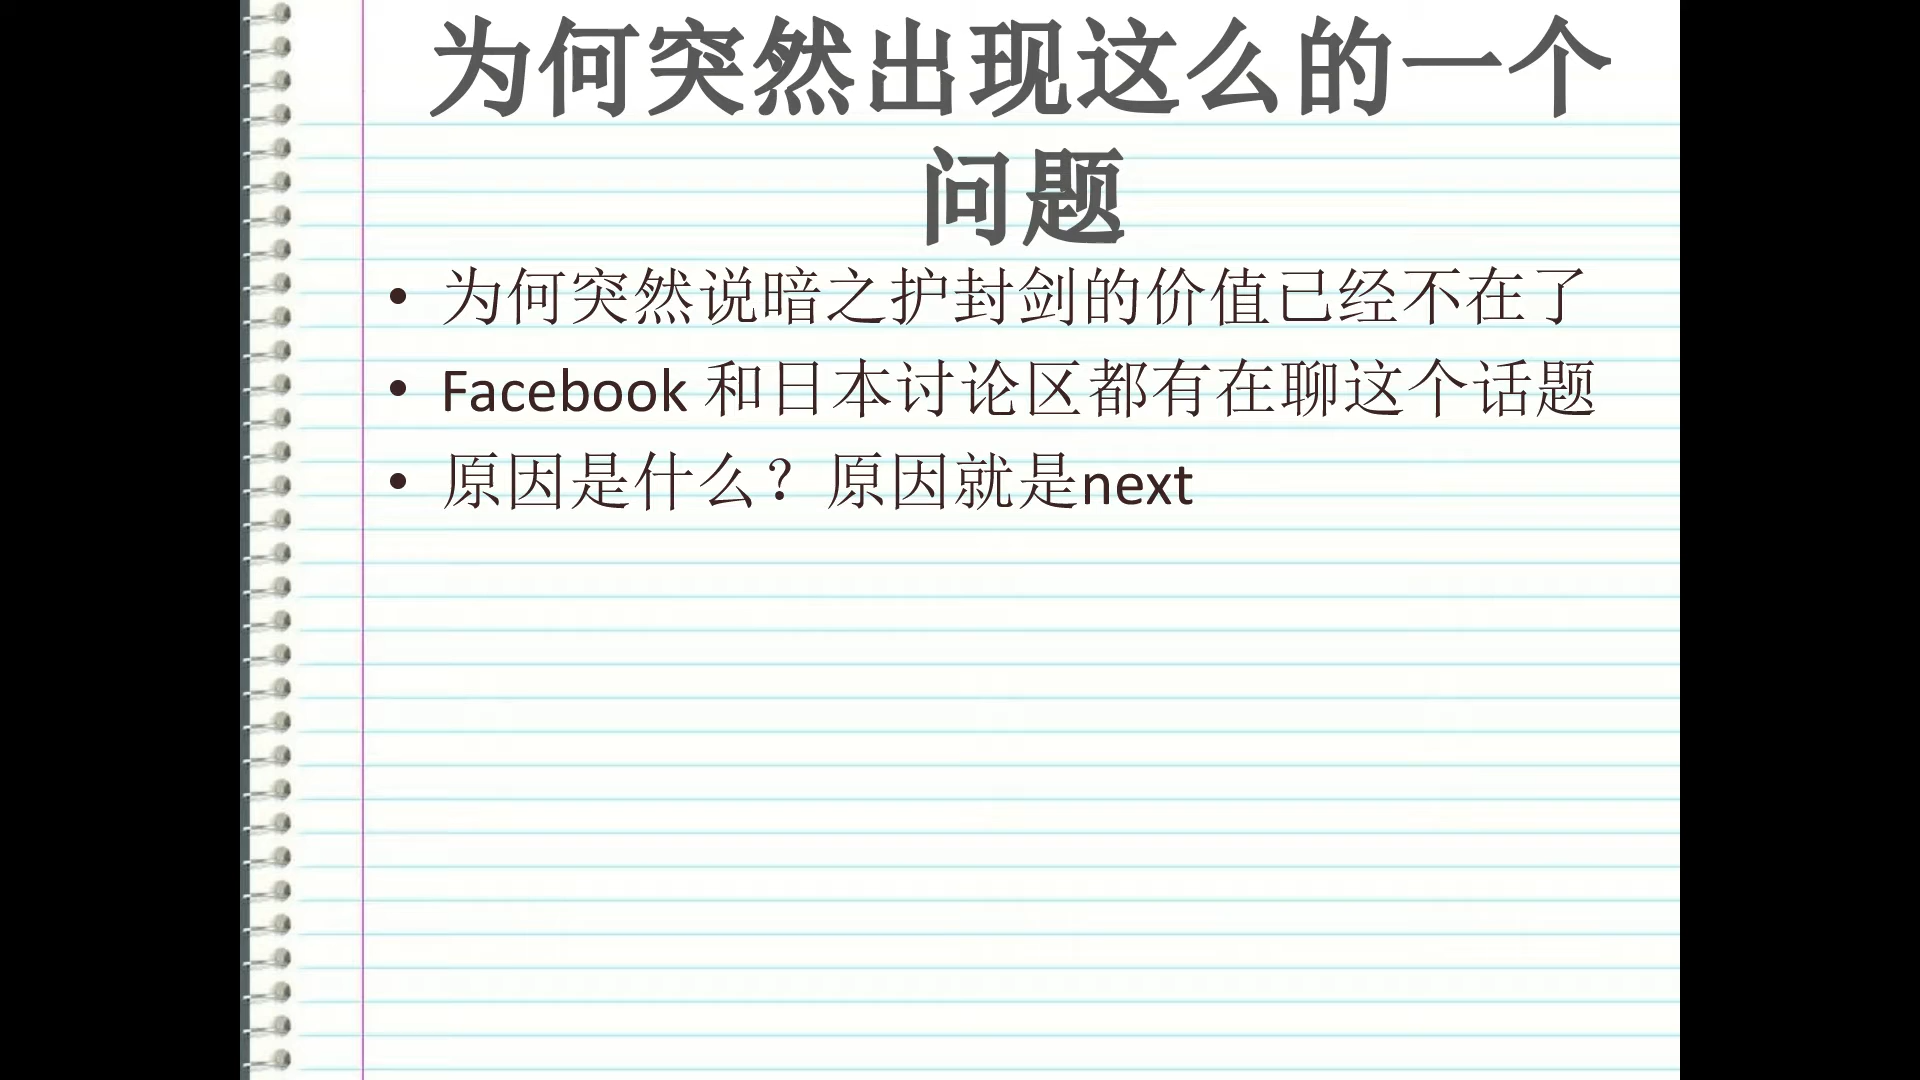 为何突然出现这么的一个
问题
• 为何突然说暗之护封剑的价值已经不在了
• Facebook 和日本讨论区都有在聊这个话题
• 原因是什么？原因就是next